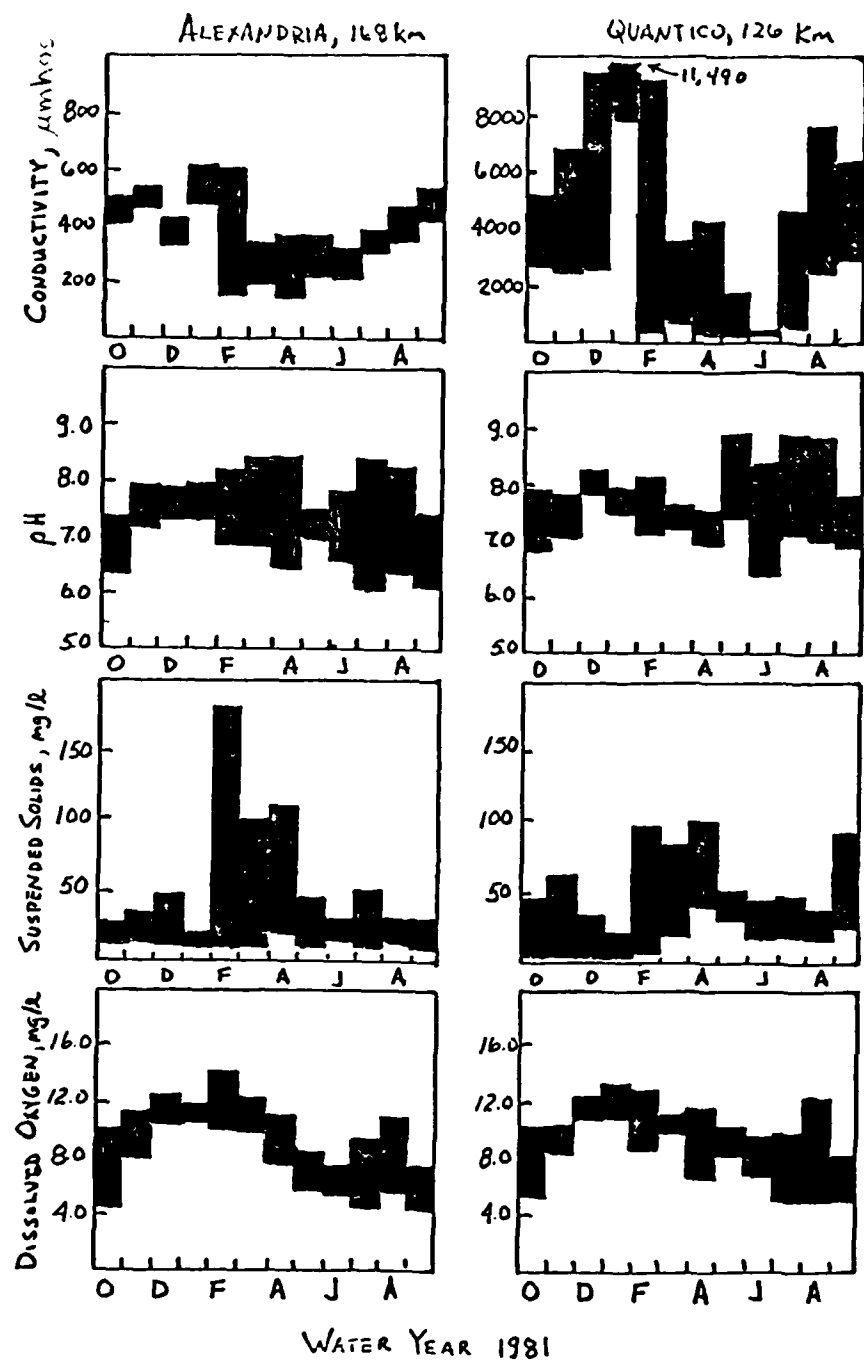 ALEXANDRIA, 168 km
QUANTICO, 126 Km
CONDUCTIVITY, µmhos
800
600
400
200
O D F A J A
11,490
8000
6000
4000
2000
O D F A J A
pH
9.0
8.0
7.0
6.0
5.0
O D F A J A
9.0
8.0
7.0
6.0
5.0
O D F A J A
SUSPENDED SOLIDS, mg/l
150
100
50
O D F A J A
150
100
50
O D F A J A
DISSOLVED OXYGEN, mg/l
16.0
12.0
8.0
4.0
O D F A J A
16.0
12.0
8.0
4.0
O D F A J A
WATER YEAR 1981